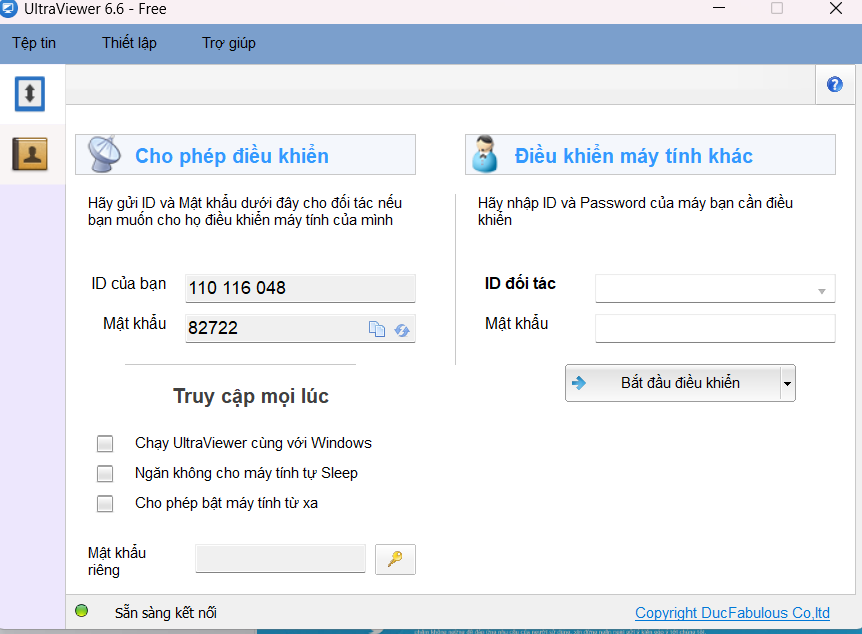 UltraViewer 6.6 - Free
Tệp tin
Thiết lập
Trợ giúp
Cho phép điều khiển
Hãy gửi ID và Mật khẩu dưới đây cho đối tác nếu
bạn muốn cho họ điều khiển máy tính của mình
ID của bạn
110 116 048
Mật khẩu
82722
Truy cập mọi lúc
Chạy UltraViewer cùng với Windows
Ngăn không cho máy tính tự Sleep
Cho phép bật máy tính từ xa
Mật khẩu
riêng
Điều khiển máy tính khác
Hãy nhập ID và Password của máy bạn cần điều
khiển
ID đối tác
Mật khẩu
Bắt đầu điều khiển
Sẵn sàng kết nối
Copyright DucFabulous Co,ltd